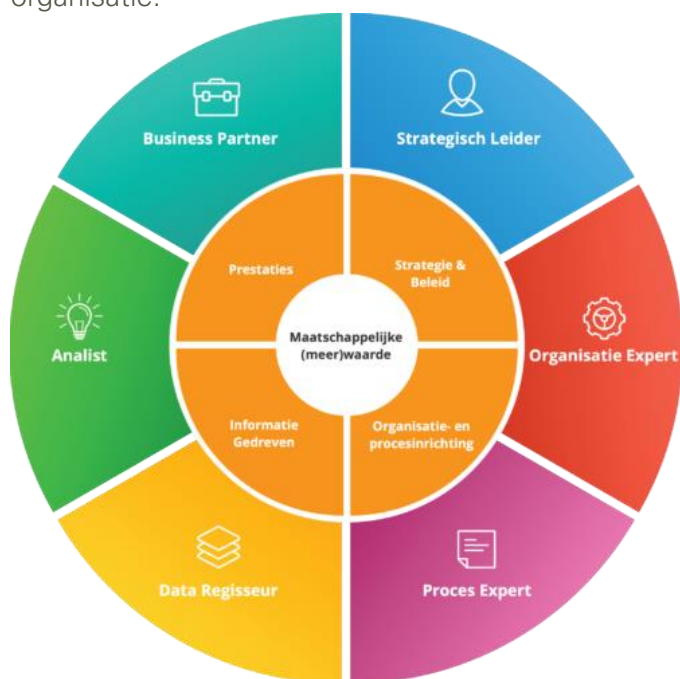 organisatie.
Business Partner
Strategisch Leider
Prestaties
Strategie &
Beleid
Maatschappelijke
(meer)waarde
Analist
Organisatie Expert
Informatie
Gedreven
Organisatie- en
procesinrichting
Data Regisseur
Proces Expert